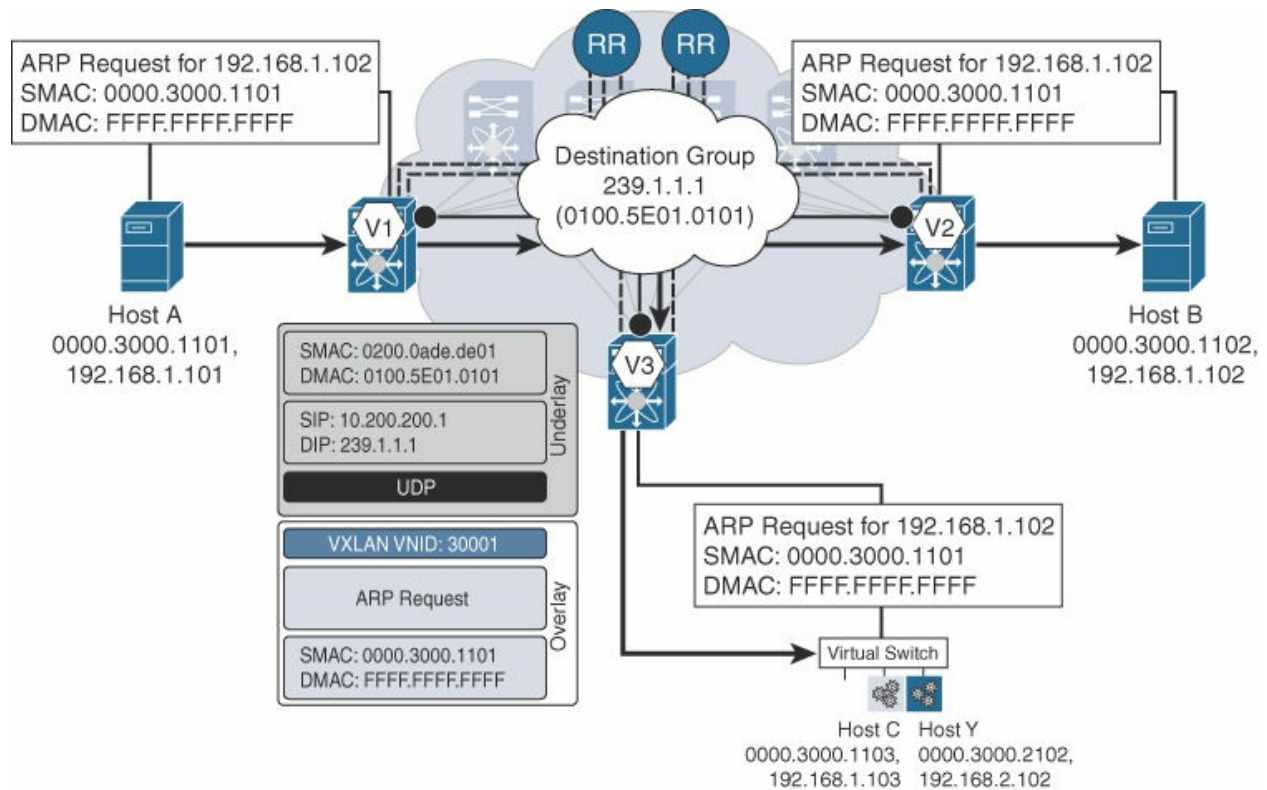 RR
RR
ARP Request for 192.168.1.102
SMAC: 0000.3000.1101
DMAC: FFFF.FFFF.FFFF
ARP Request for 192.168.1.102
SMAC: 0000.3000.1101
DMAC: FFFF.FFFF.FFFF
Destination Group
239.1.1.1
(0100.5E01.0101)
V1
V2
Host A
0000.3000.1101,
192.168.1.101
Host B
0000.3000.1102,
192.168.1.102
V3
SMAC: 0200.0ade.de01
DMAC: 0100.5E01.0101
SIP: 10.200.200.1
DIP: 239.1.1.1
UDP
Underlay
VXLAN VNID: 30001
ARP Request
SMAC: 0000.3000.1101
DMAC: FFFF.FFFF.FFFF
Overlay
ARP Request for 192.168.1.102
SMAC: 0000.3000.1101
DMAC: FFFF.FFFF.FFFF
Virtual Switch
Host C
0000.3000.1103,
192.168.1.103
Host Y
0000.3000.2102,
192.168.2.102